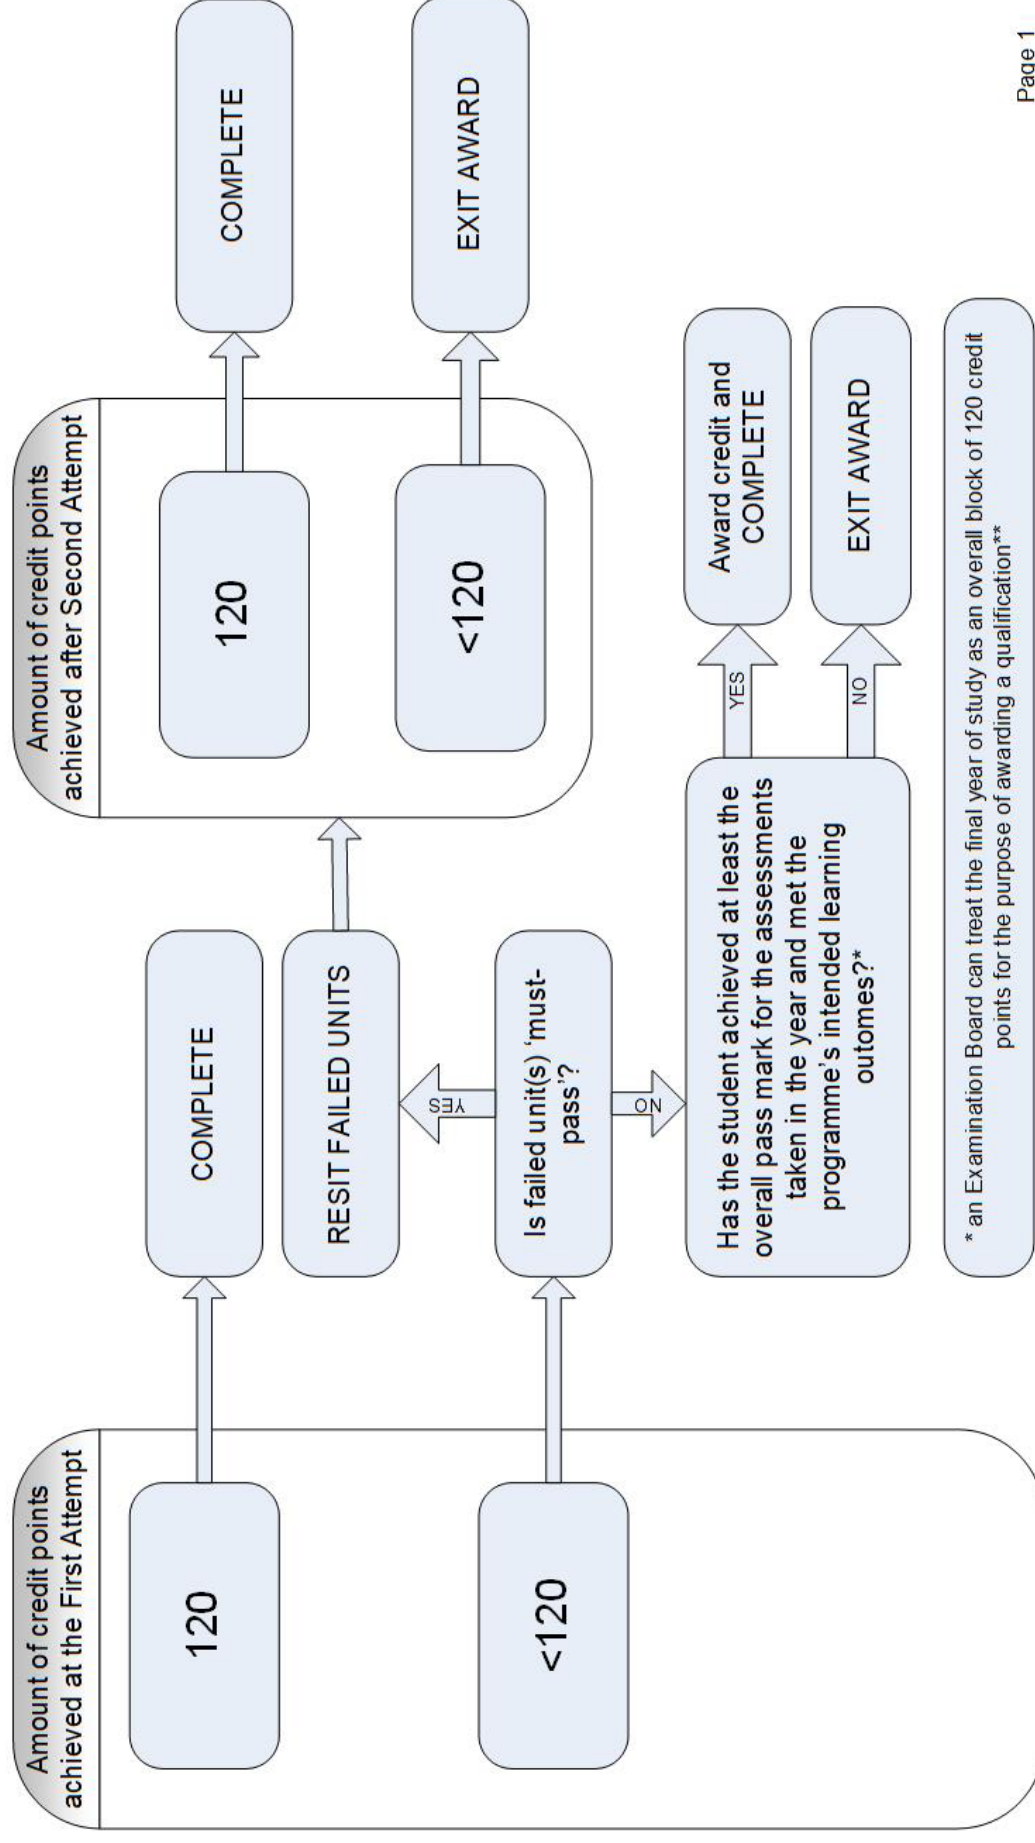 Amount of credit points
achieved at the First Attempt
120
<120
COMPLETE
RESIT FAILED UNITS
YES
Is failed unit(s) ‘must-
pass’?
NO
Has the student achieved at least the
overall pass mark for the assessments
taken in the year and met the
programme’s intended learning
outomes?*
Amount of credit points
achieved after Second Attempt
120
<120
COMPLETE
EXIT AWARD
YES
NO
Award credit and
COMPLETE
EXIT AWARD
* an Examination Board can treat the final year of study as an overall block of 120 credit
points for the purpose of awarding a qualification**
Page 1